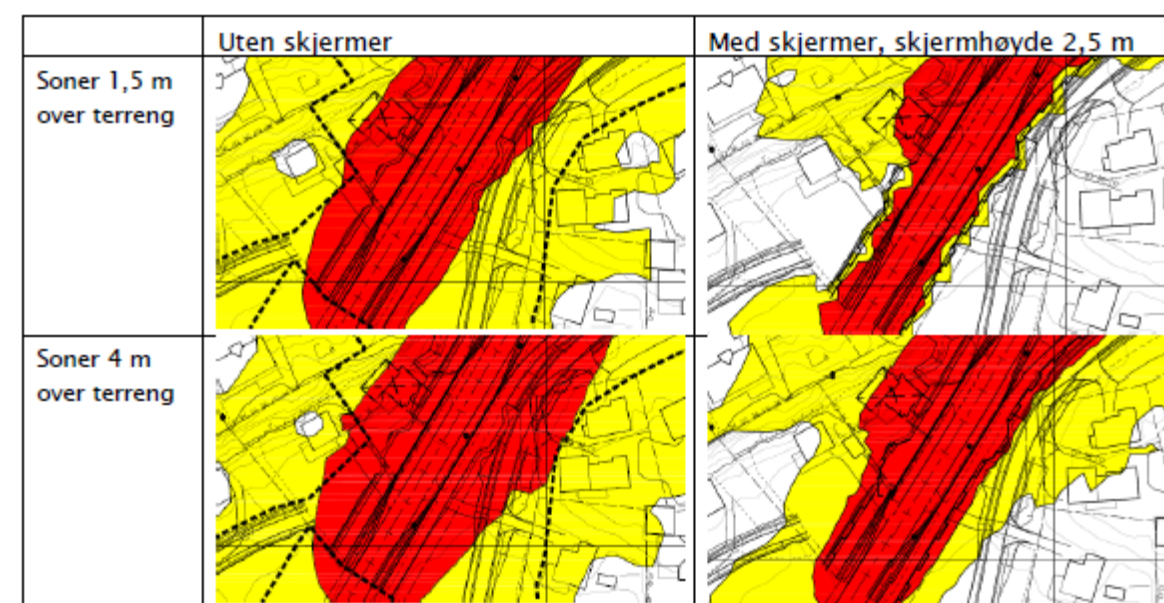 Uten skjermer
Med skjermer, skjermhøyde 2,5 m
Soner 1,5 m
over terreng
Soner 4 m
over terreng